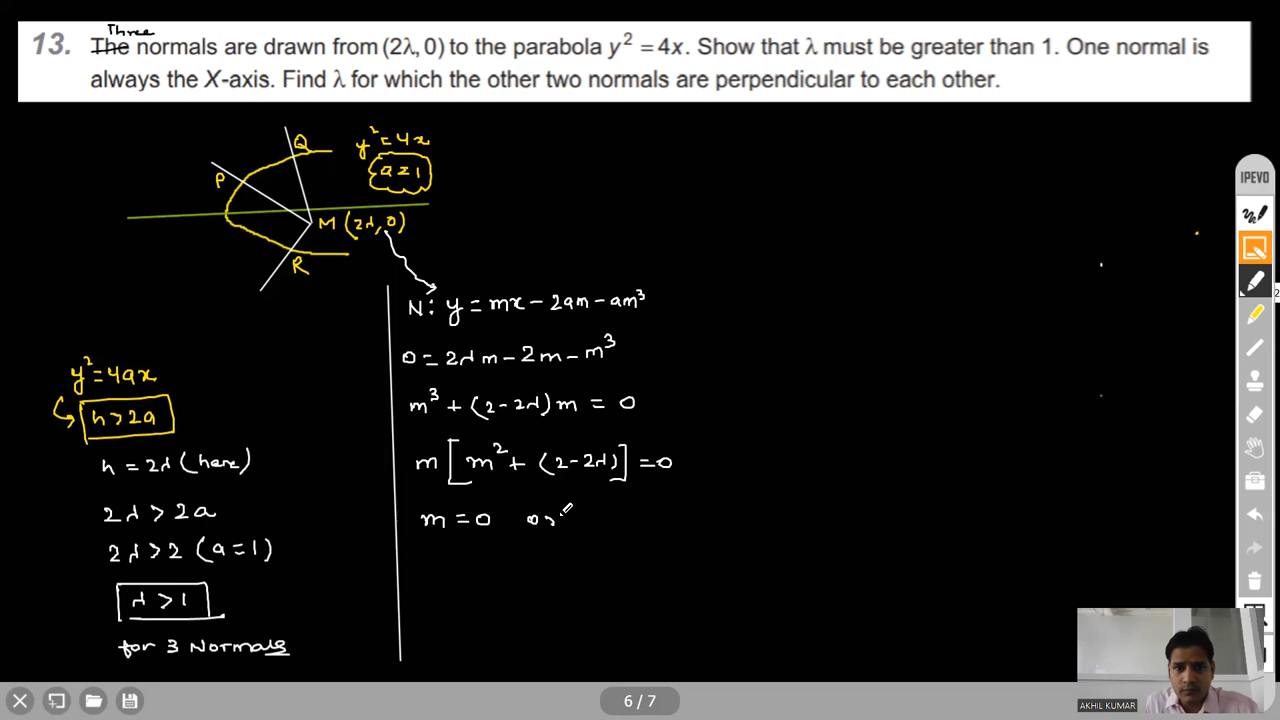 Three
13. The normals are drawn from (2λ, 0) to the parabola y² = 4x. Show that λ must be greater than 1. One normal is
always the X-axis. Find λ for which the other two normals are perpendicular to each other.
Q
y² = 4x
a = 1
P
M (2λ, 0)
R
y² = 4ax
h > 2a
h = 2λ (here)
2λ > 2a
2λ > 2 (a = 1)
λ > 1
for 3 Normals
N: y = mx - 2am - am³
0 = 2λm - 2m - m³
m³ + (2-2λ)m = 0
m[m² + (2-2λ)] = 0
m = 0 or
IPEVO
6 / 7
AKHIL KUMAR